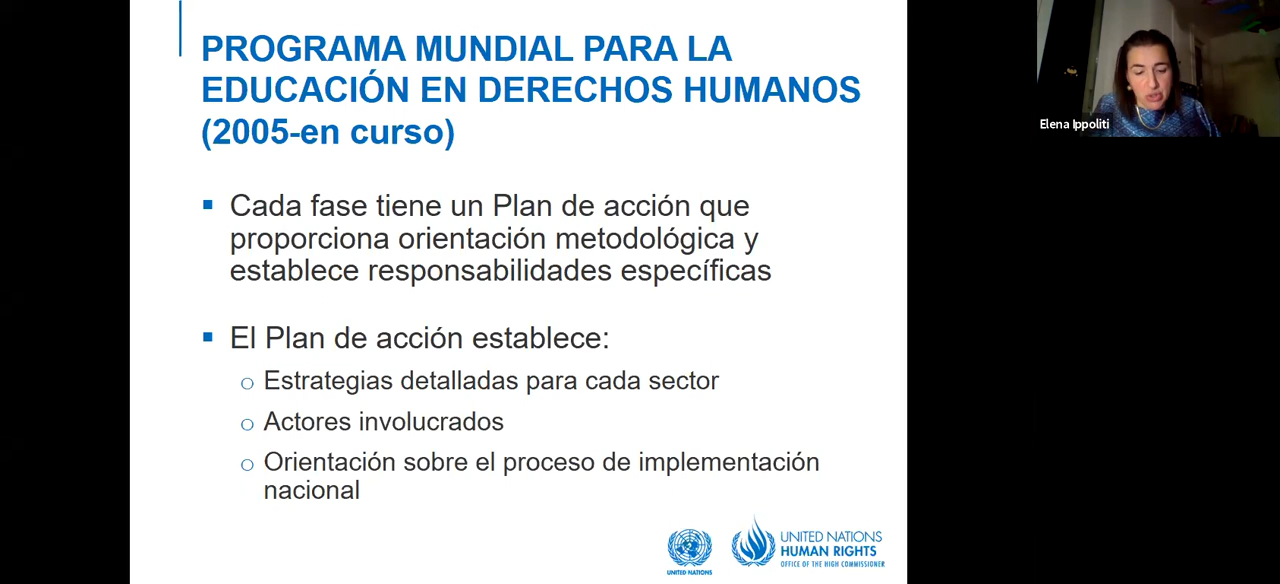 PROGRAMA MUNDIAL PARA LA
EDUCACIÓN EN DERECHOS HUMANOS
(2005-en curso)
Cada fase tiene un Plan de acción que
proporciona orientación metodológica y
establece responsabilidades específicas
El Plan de acción establece:
Estrategias detalladas para cada sector
Actores involucrados
Orientación sobre el proceso de implementación
nacional
UNITED NATIONS
UNITED NATIONS
HUMAN RIGHTS
OFFICE OF THE HIGH COMMISSIONER
Elena Ippoliti